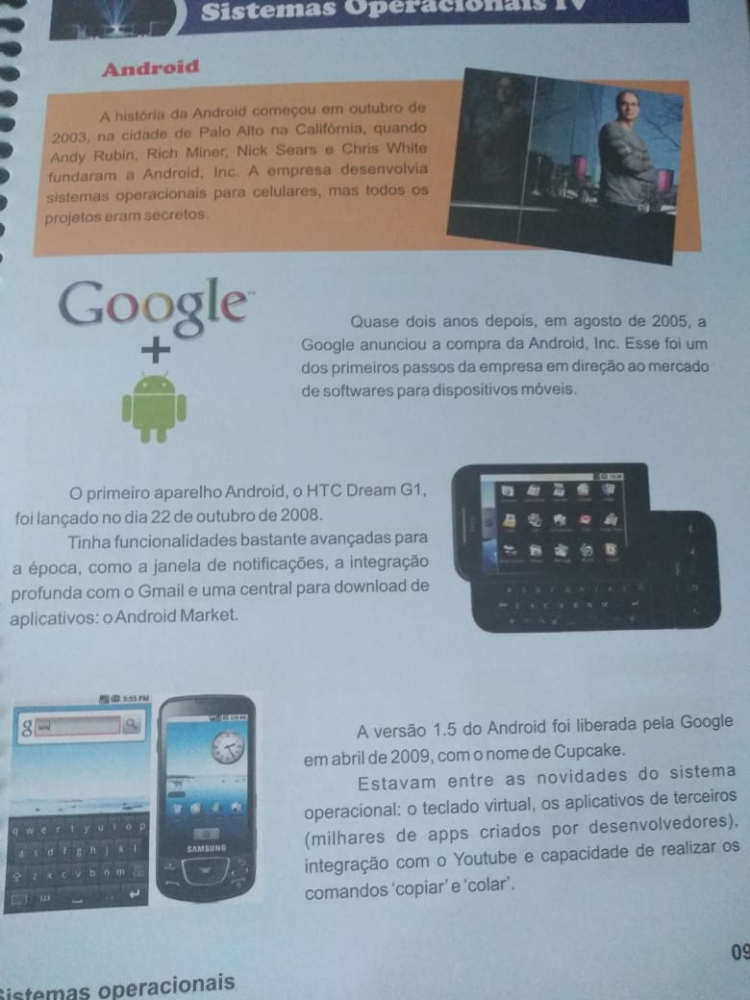 Sistemas Operacionais IV
Android
A história da Android começou em outubro de
2003, na cidade de Palo Alto na Califórnia, quando
Andy Rubin, Rich Miner, Nick Sears e Chris White
fundaram a Android, Inc. A empresa desenvolvia
sistemas operacionais para celulares, mas todos os
projetos eram secretos.
Google™
+
Quase dois anos depois, em agosto de 2005, a
Google anunciou a compra da Android, Inc. Esse foi um
dos primeiros passos da empresa em direção ao mercado
de softwares para dispositivos móveis.
O primeiro aparelho Android, o HTC Dream G1,
foi lançado no dia 22 de outubro de 2008.
Tinha funcionalidades bastante avançadas para
a época, como a janela de notificações, a integração
profunda com o Gmail e uma central para download de
aplicativos: o Android Market.
5:55 PM
g ww
q w e r t y u i o p
a s d f g h j k l
z x c v b n m
123
SAMSUNG
A versão 1.5 do Android foi liberada pela Google
em abril de 2009, com o nome de Cupcake.
Estavam entre as novidades do sistema
operacional: o teclado virtual, os aplicativos de terceiros
(milhares de apps criados por desenvolvedores),
integração com o Youtube e capacidade de realizar os
comandos ‘copiar’ e ‘colar’.
09
Sistemas operacionais